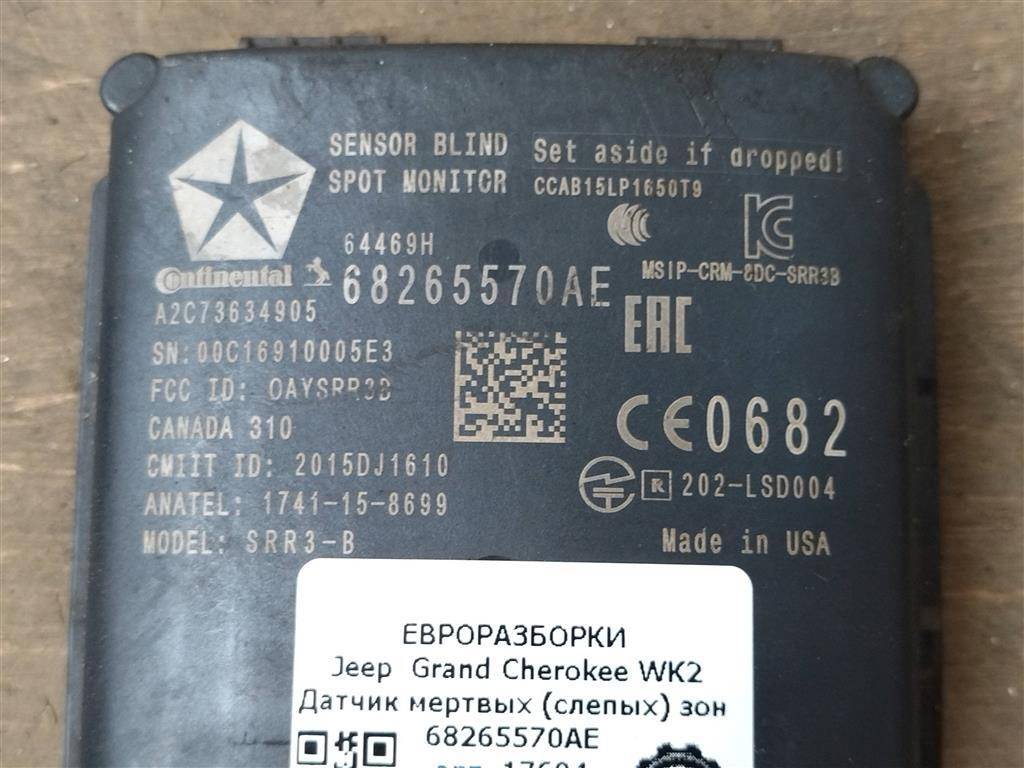 SENSOR BLIND
SPOT MONITOR
Set aside if dropped!
CCAB15LP1650T9
64469H
MSIP-CRM-8DC-SRR3B
Continental
68265570AE
A2C73634905
EAC
SN:00C16910005E3
FCC ID: OAYSRR3B
CANADA 310
CE0682
CMIIT ID: 2015DJ1610
R 202-LSD004
ANATEL: 1741-15-8699
MODEL: SRR3-B
Made in USA
ЕВРОРАЗБОРКИ
Jeep Grand Cherokee WK2
Датчик мертвых (слепых) зон
68265570AE